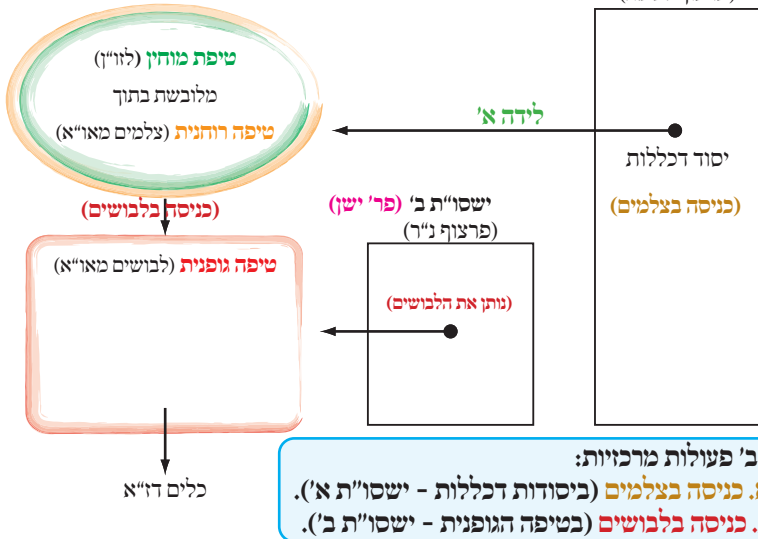 יסוד דכללות
(כניסה בצלמים)
לידה א'
טיפת מוחין (לזו"ן)
מלובשת בתוך
טיפה רוחנית (צלמים מאו"א)
(כניסה בלבושים)
ישסו"ת ב' (פר' ישן)
(פרצוף נ"ר)
(נותן את הלבושים)
טיפה גופנית (לבושים מאו"א)
כלים דז"א
ב' פעולות מרכזיות:
כניסה בצלמים (ביסודות דכללות - ישסו"ת א').
כניסה בלבושים (בטיפה הגופנית - ישסו"ת ב').